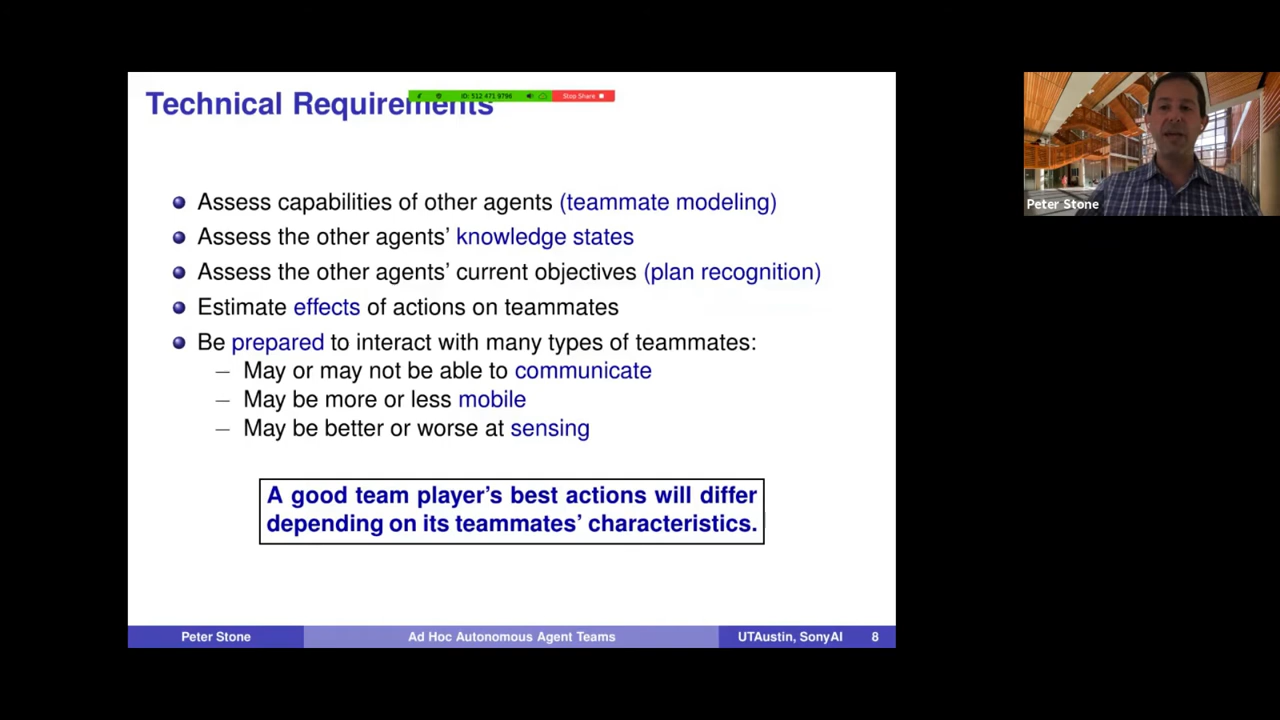 Technical Requirements
ID: 512 471 9796
Stop Share
Assess capabilities of other agents (teammate modeling)
Assess the other agents’ knowledge states
Assess the other agents’ current objectives (plan recognition)
Estimate effects of actions on teammates
Be prepared to interact with many types of teammates:
– May or may not be able to communicate
– May be more or less mobile
– May be better or worse at sensing
A good team player’s best actions will differ
depending on its teammates’ characteristics.
Peter Stone
Ad Hoc Autonomous Agent Teams
UTAustin, SonyAI 8
Peter Stone